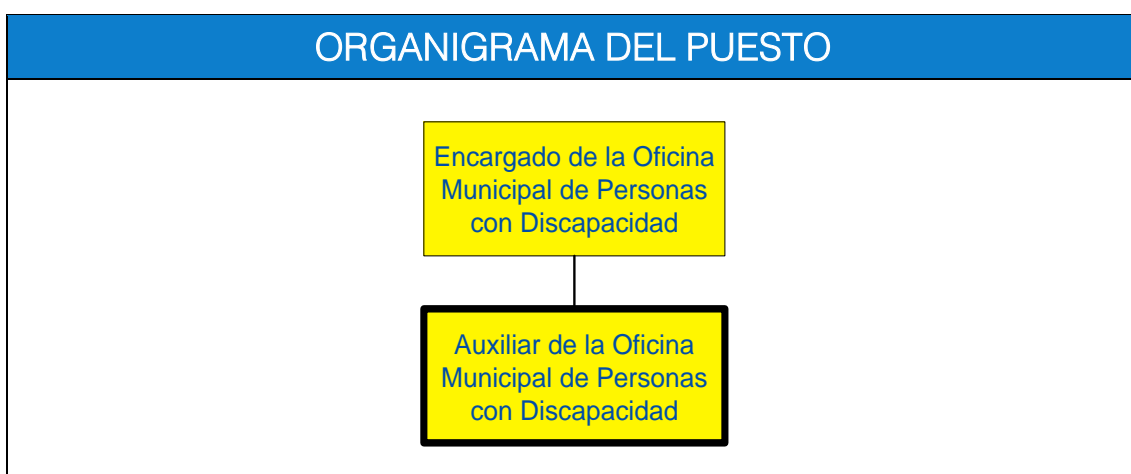 ORGANIGRAMA DEL PUESTO
Encargado de la Oficina
Municipal de Personas
con Discapacidad
Auxiliar de la Oficina
Municipal de Personas
con Discapacidad